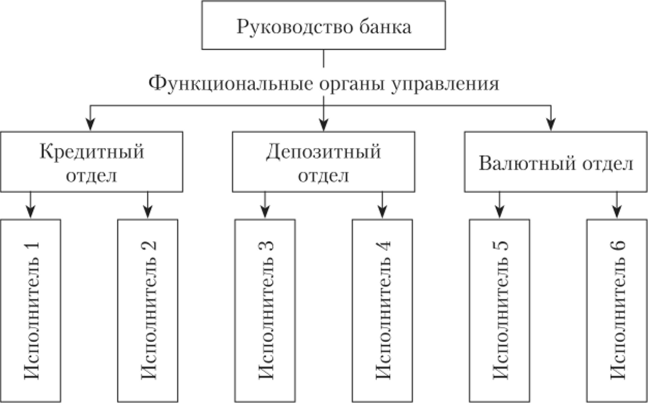 Руководство банка
Функциональные органы управления
Кредитный
отдел
Депозитный
отдел
Валютный отдел
Исполнитель 1
Исполнитель 2
Исполнитель 3
Исполнитель 4
Исполнитель 5
Исполнитель 6